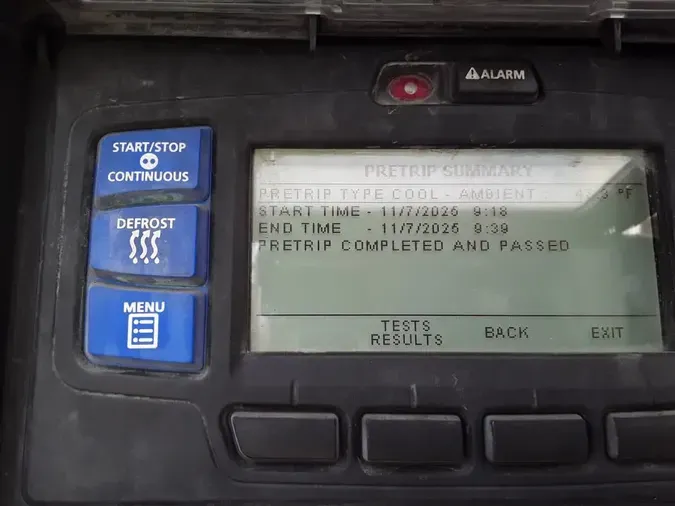 ALARM
START/STOP
CONTINUOUS
DEFROST
MENU
PRETRIP SUMMARY
PRETRIP TYPE COOL - AMBIENT : °F
START TIME - 11/7/2025 9:18
END TIME - 11/7/2025 9:39
PRETRIP COMPLETED AND PASSED
TESTS
RESULTS
BACK
EXIT